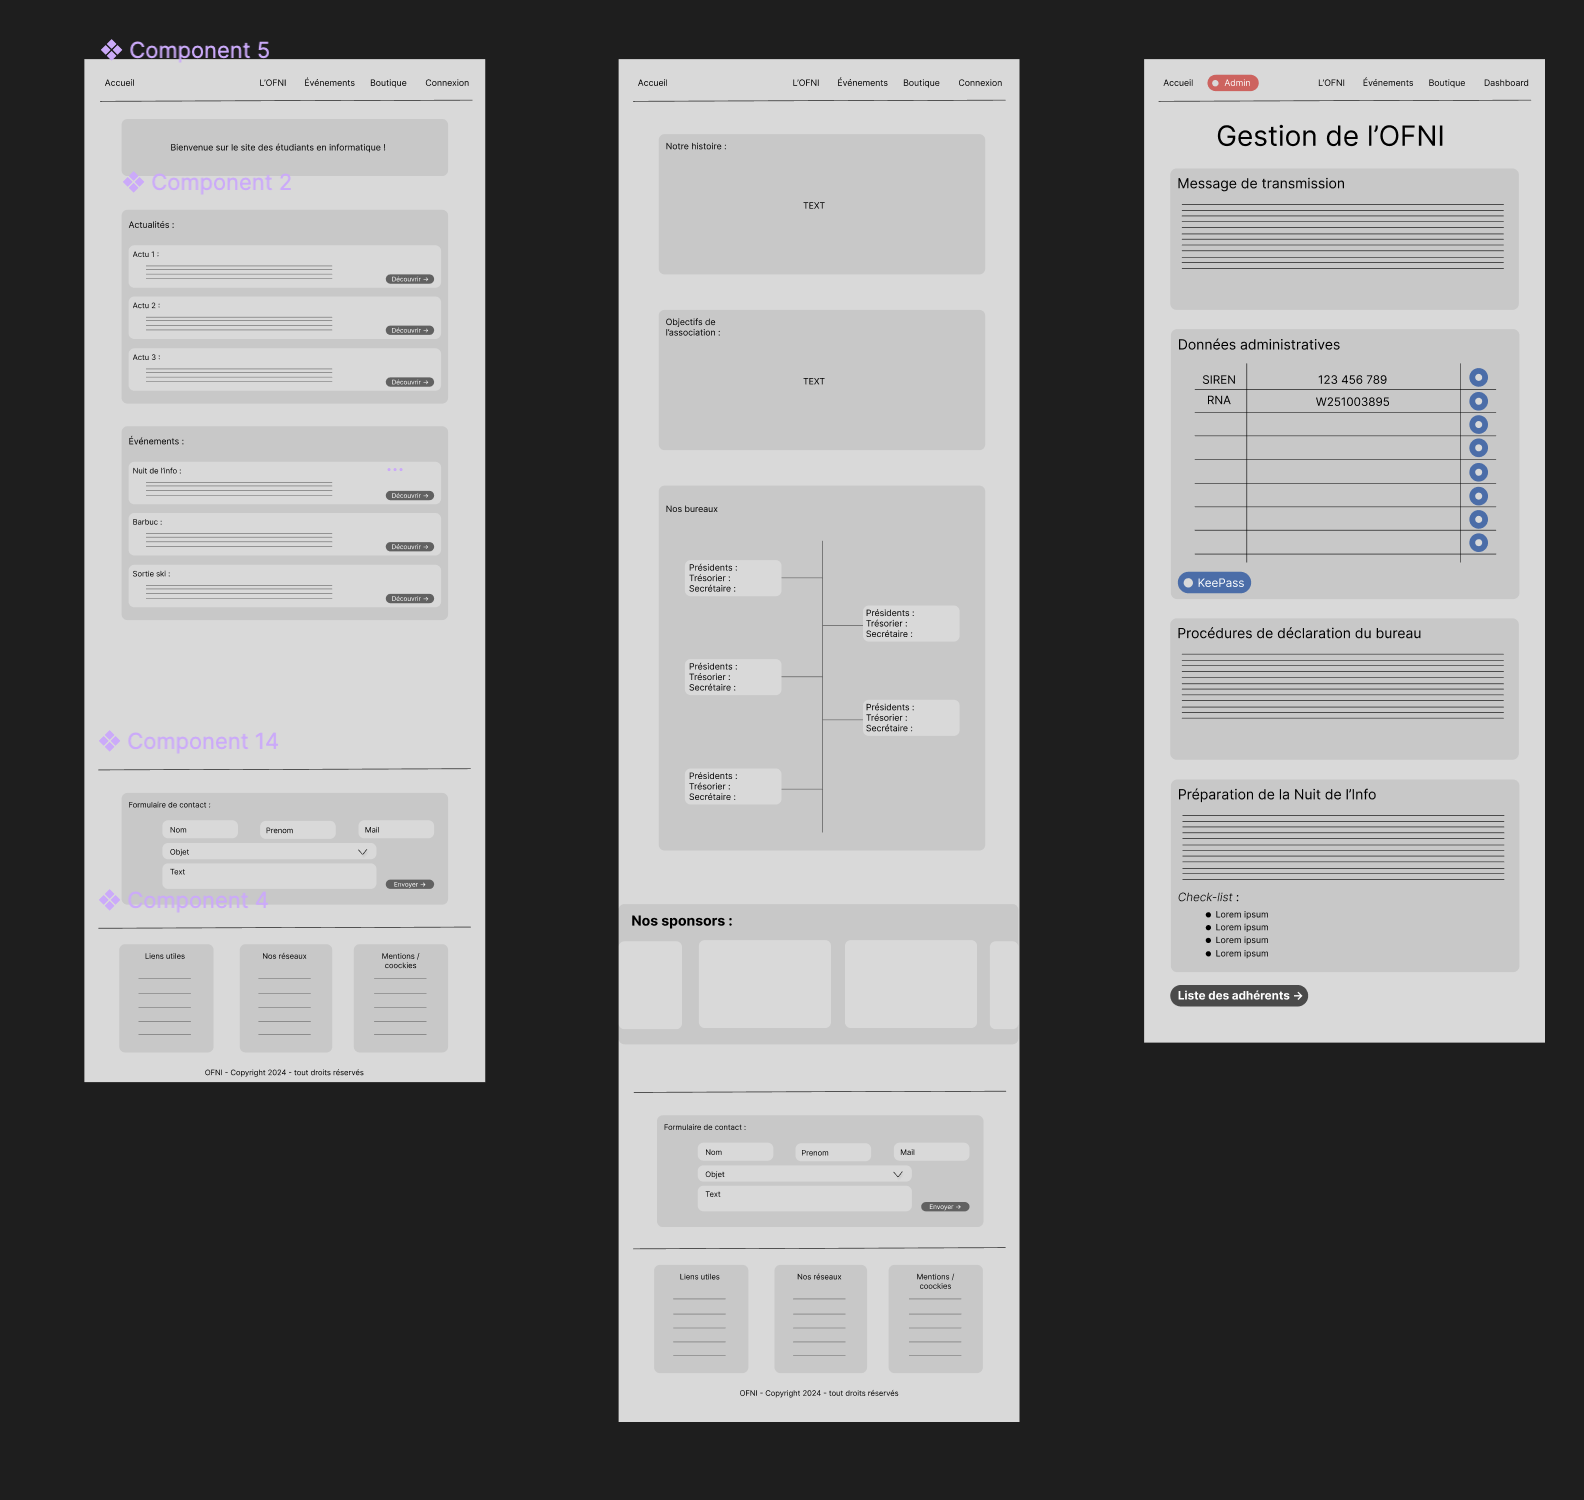 Component 5
Accueil L'OFNI Événements Boutique Connexion
Bienvenue sur le site des étudiants en informatique !
Component 2
Actualités :
Actu 1 :
Découvrir →
Actu 2 :
Découvrir →
Actu 3 :
Découvrir →
Événements :
Nuit de l'info :
Découvrir →
Barbuc :
Découvrir →
Sortie ski :
Découvrir →
Component 14
Formulaire de contact :
Nom Prenom Mail
Objet
Text
Envoyer →
Component 4
Liens utiles
Nos réseaux
Mentions /
coockies
OFNI - Copyright 2024 - tout droits réservés
Accueil L'OFNI Événements Boutique Connexion
Notre histoire :
TEXT
Objectifs de
l'association :
TEXT
Nos bureaux
Présidents :
Trésorier :
Secrétaire :
Présidents :
Trésorier :
Secrétaire :
Présidents :
Trésorier :
Secrétaire :
Présidents :
Trésorier :
Secrétaire :
Présidents :
Trésorier :
Secrétaire :
Nos sponsors :
Formulaire de contact :
Nom Prenom Mail
Objet
Text
Envoyer →
Liens utiles
Nos réseaux
Mentions /
coockies
OFNI - Copyright 2024 - tout droits réservés
Accueil Admin L'OFNI Événements Boutique Dashboard
Gestion de l'OFNI
Message de transmission
Données administratives
SIREN 123 456 789
RNA W251003895
KeePass
Procédures de déclaration du bureau
Préparation de la Nuit de l'Info
Check-list :
Lorem ipsum
Lorem ipsum
Lorem ipsum
Lorem ipsum
Liste des adhérents →